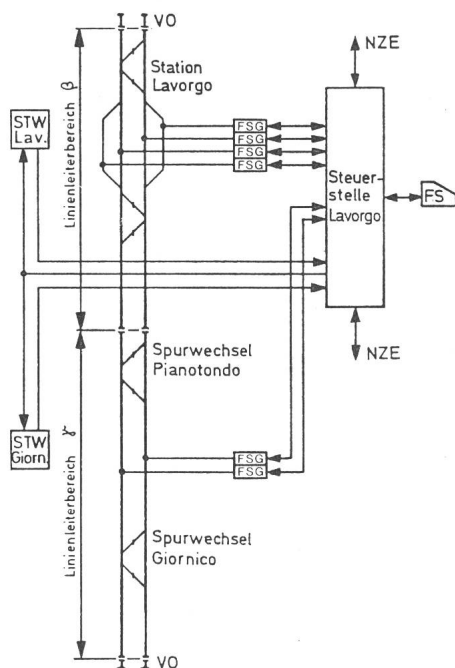 VO
NZE
Station
Lavorgo
Linienleiterbereich β
STW
Lav.
FSG
FSG
FSG
FSG
Steuer-
stelle
Lavorgo
FS
NZE
Spurwechsel
Pianotondo
STW
Giorn.
FSG
FSG
Linienleiterbereich γ
Spurwechsel
Giornico
VO